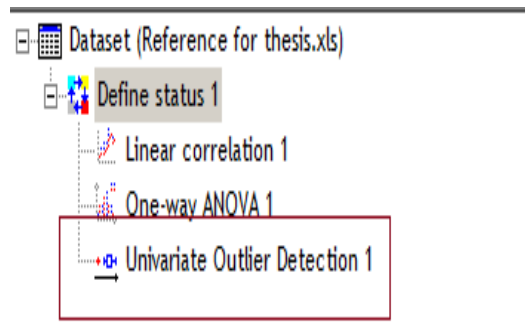 Dataset (Reference for thesis.xls)
Define status 1
Linear correlation 1
One-way ANOVA 1
Univariate Outlier Detection 1